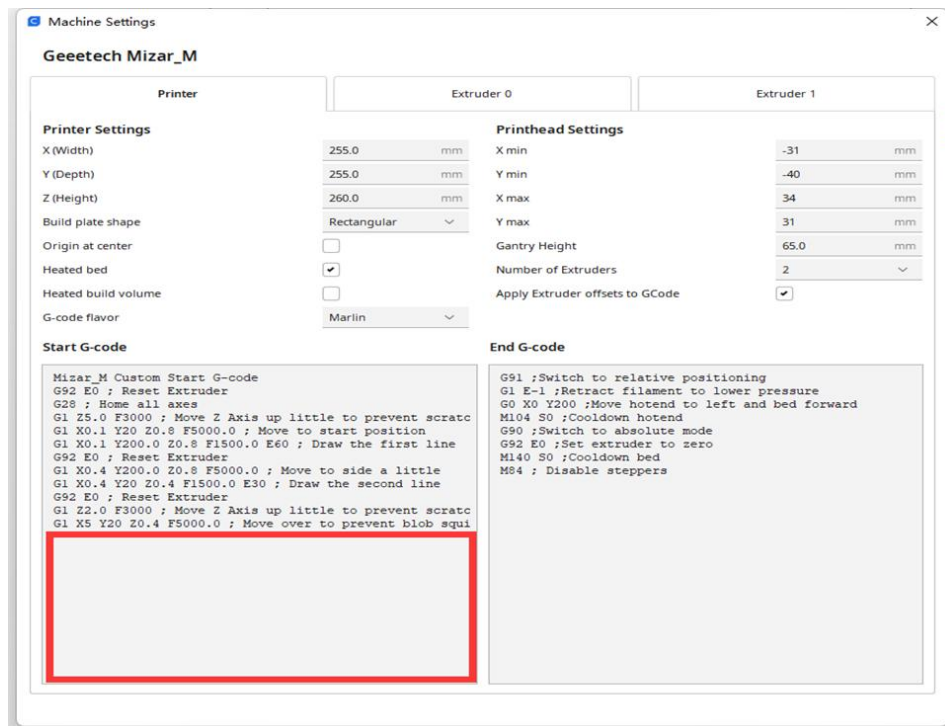 Machine Settings
Geeetech Mizar_M
Printer Extruder 0 Extruder 1
Printer Settings
X (Width) 255.0 mm
Y (Depth) 255.0 mm
Z (Height) 260.0 mm
Build plate shape Rectangular
Origin at center
Heated bed
Heated build volume
G-code flavor Marlin
Printhead Settings
X min -31 mm
Y min -40 mm
X max 34 mm
Y max 31 mm
Gantry Height 65.0 mm
Number of Extruders 2
Apply Extruder offsets to GCode
Start G-code
Mizar_M Custom Start G-code
G92 E0 ; Reset Extruder
G28 ; Home all axes
G1 Z5.0 F3000 ; Move Z Axis up little to prevent scratc
G1 X0.1 Y20 Z0.8 F5000.0 ; Move to start position
G1 X0.1 Y200.0 Z0.8 F1500.0 E60 ; Draw the first line
G92 E0 ; Reset Extruder
G1 X0.4 Y200.0 Z0.8 F5000.0 ; Move to side a little
G1 X0.4 Y20 Z0.4 F1500.0 E30 ; Draw the second line
G92 E0 ; Reset Extruder
G1 Z2.0 F3000 ; Move Z Axis up little to prevent scratc
G1 X5 Y20 Z0.4 F5000.0 ; Move over to prevent blob squi
End G-code
G91 ;Switch to relative positioning
G1 E-1 ;Retract filament to lower pressure
G0 X0 Y200 ;Move hotend to left and bed forward
M104 S0 ;Cooldown hotend
G90 ;Switch to absolute mode
G92 E0 ;Set extruder to zero
M140 S0 ;Cooldown bed
M84 ; Disable steppers